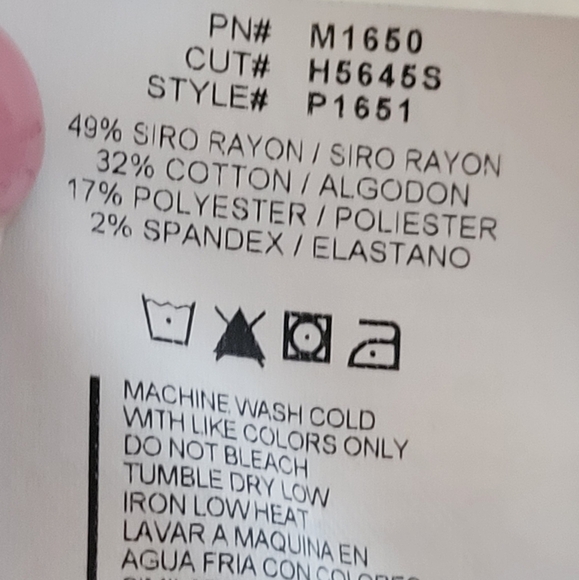 PN# M1650
CUT# H5645S
STYLE# P1651
49% SIRO RAYON / SIRO RAYON
32% COTTON / ALGODON
17% POLYESTER / POLIESTER
2% SPANDEX / ELASTANO
MACHINE WASH COLD
WITH LIKE COLORS ONLY
DO NOT BLEACH
TUMBLE DRY LOW
IRON LOW HEAT
LAVAR A MAQUINA EN
AGUA FRIA CON COLORES